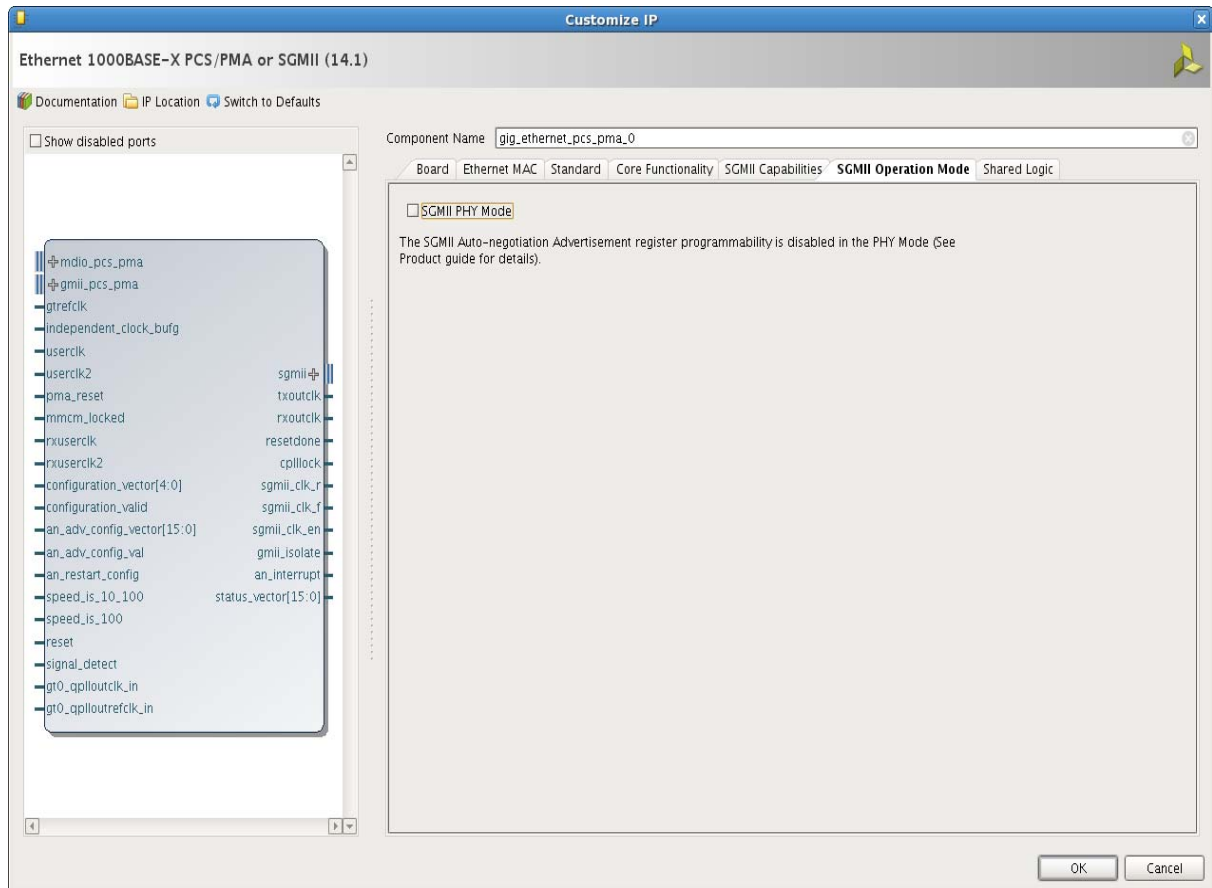 Customize IP
Ethernet 1000BASE-X PCS/PMA or SGMII (14.1)
Documentation IP Location Switch to Defaults
Show disabled ports
Component Name gig_ethernet_pcs_pma_0
Board Ethernet MAC Standard Core Functionality SGMII Capabilities SGMII Operation Mode Shared Logic
SGMII PHY Mode
The SGMII Auto-negotiation Advertisement register programmability is disabled in the PHY Mode (See
Product guide for details).
mdio_pcs_pma
gmii_pcs_pma
gtrefclk
independent_clock_bufg
userclk
userclk2
pma_reset
mmcm_locked
rxuserclk
rxuserclk2
configuration_vector[4:0]
configuration_valid
an_adv_config_vector[15:0]
an_adv_config_val
an_restart_config
speed_is_10_100
speed_is_100
reset
signal_detect
gt0_qplloutclk_in
gt0_qplloutrefclk_in
sgmii
txoutclk
rxoutclk
resetdone
cplllock
sgmii_clk_r
sgmii_clk_f
sgmii_clk_en
gmii_isolate
an_interrupt
status_vector[15:0]
OK Cancel